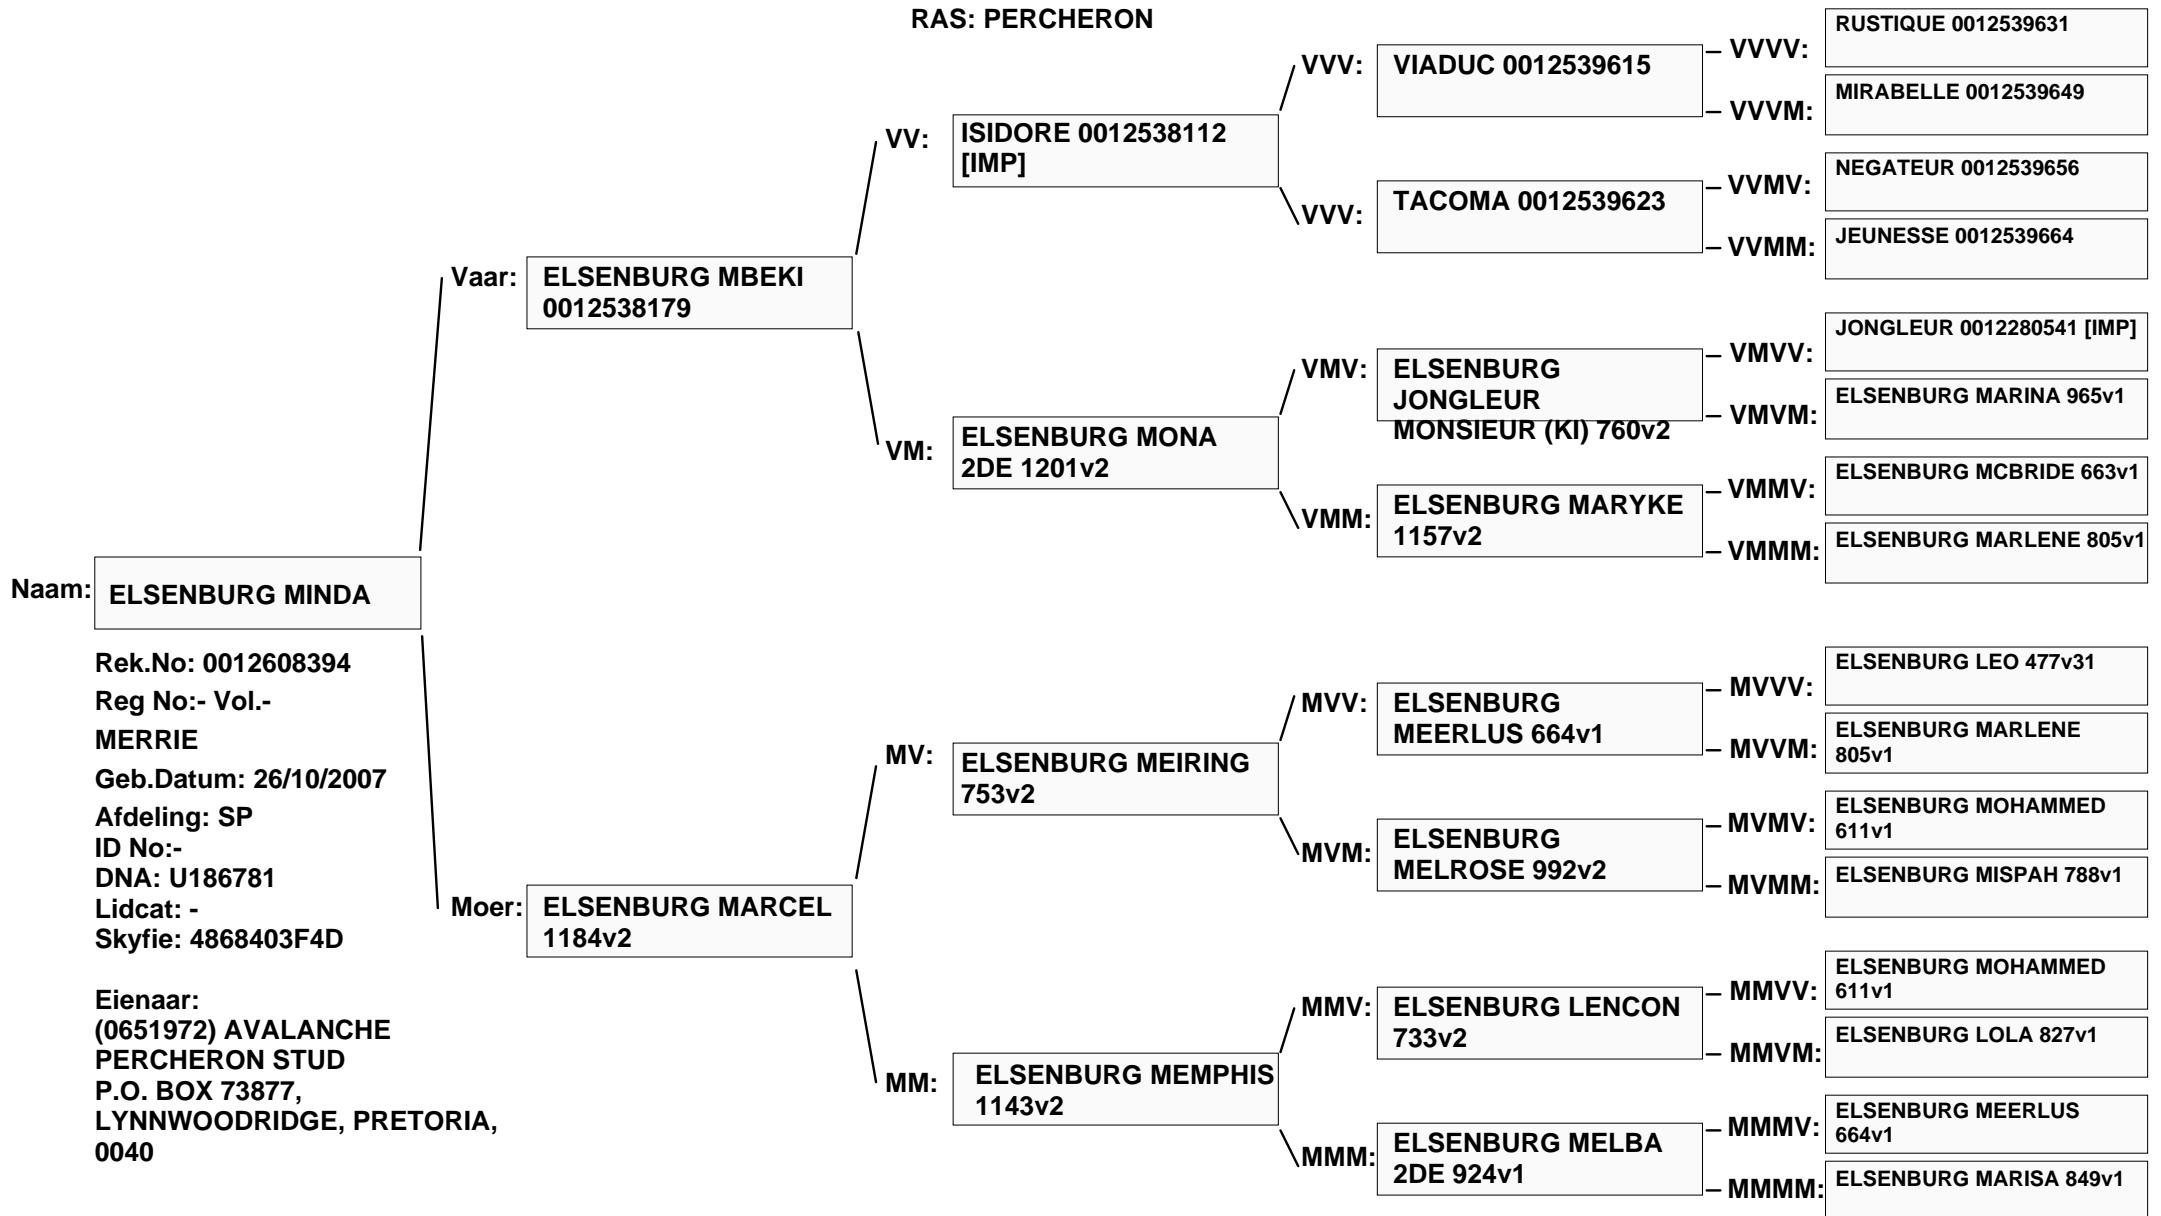 RAS: PERCHERON
Naam:
ELSENBURG MINDA
Rek.No: 0012608394
Reg No:- Vol.-
MERRIE
Geb.Datum: 26/10/2007
Afdeling: SP
ID No:-
DNA: U186781
Lidcat: -
Skyfie: 4868403F4D
Eienaar:
(0651972) AVALANCHE
PERCHERON STUD
P.O. BOX 73877,
LYNNWOODRIDGE, PRETORIA,
0040
Vaar:
ELSENBURG MBEKI
0012538179
Moer:
ELSENBURG MARCEL
1184v2
VV:
ISIDORE 0012538112
[IMP]
VM:
ELSENBURG MONA
2DE 1201v2
MV:
ELSENBURG MEIRING
753v2
MM:
ELSENBURG MEMPHIS
1143v2
VVV:
VIADUC 0012539615
VVV:
TACOMA 0012539623
VMV:
ELSENBURG
JONGLEUR
MONSIEUR (KI) 760v2
VMM:
ELSENBURG MARYKE
1157v2
MVV:
ELSENBURG
MEERLUS 664v1
MVM:
ELSENBURG
MELROSE 992v2
MMV:
ELSENBURG LENCON
733v2
MMM:
ELSENBURG MELBA
2DE 924v1
VVVV:
RUSTIQUE 0012539631
VVVM:
MIRABELLE 0012539649
VVMV:
NEGATEUR 0012539656
VVMM:
JEUNESSE 0012539664
VMVV:
JONGLEUR 0012280541 [IMP]
VMVM:
ELSENBURG MARINA 965v1
VMMV:
ELSENBURG MCBRIDE 663v1
VMMM:
ELSENBURG MARLENE 805v1
MVVV:
ELSENBURG LEO 477v31
MVVM:
ELSENBURG MARLENE
805v1
MVMV:
ELSENBURG MOHAMMED
611v1
MVMM:
ELSENBURG MISPAH 788v1
MMVV:
ELSENBURG MOHAMMED
611v1
MMVM:
ELSENBURG LOLA 827v1
MMMV:
ELSENBURG MEERLUS
664v1
MMMM:
ELSENBURG MARISA 849v1